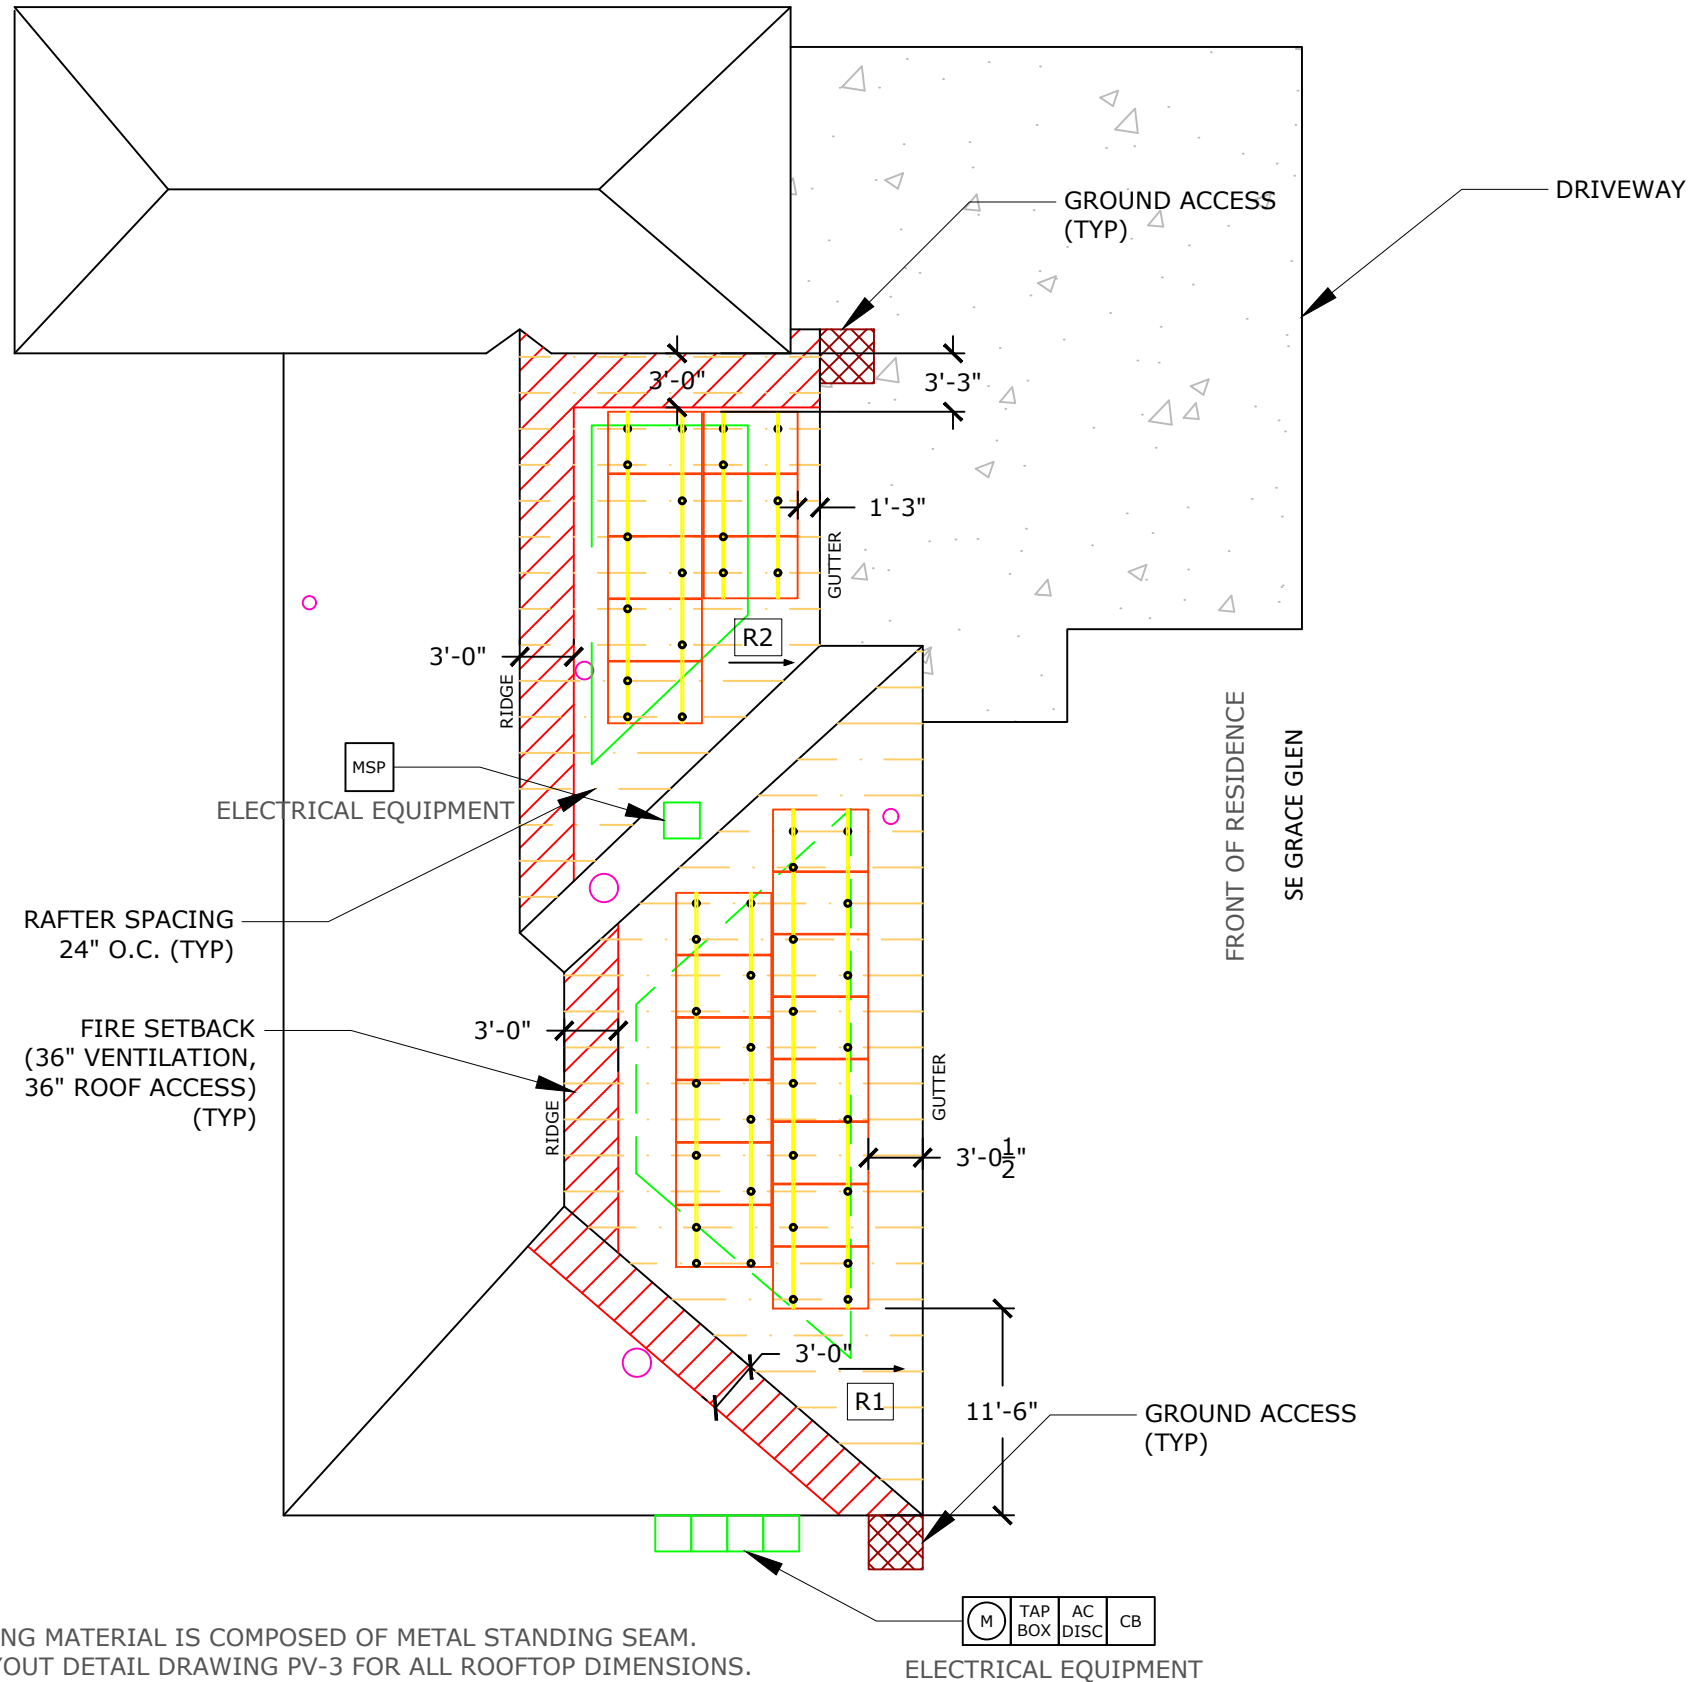 DRIVEWAY
GROUND ACCESS
(TYP)
3'-0"
3'-3"
1'-3"
GUTTER
R2
3'-0"
RIDGE
MSP
ELECTRICAL EQUIPMENT
FRONT OF RESIDENCE
SE GRACE GLEN
RAFTER SPACING
24" O.C. (TYP)
FIRE SETBACK
(36" VENTILATION,
36" ROOF ACCESS)
(TYP)
3'-0"
RIDGE
GUTTER
3'-0 1/2"
3'-0"
R1
11'-6"
GROUND ACCESS
(TYP)
M
TAP
BOX
AC
DISC
CB
ELECTRICAL EQUIPMENT
NG MATERIAL IS COMPOSED OF METAL STANDING SEAM.
YOUT DETAIL DRAWING PV-3 FOR ALL ROOFTOP DIMENSIONS.